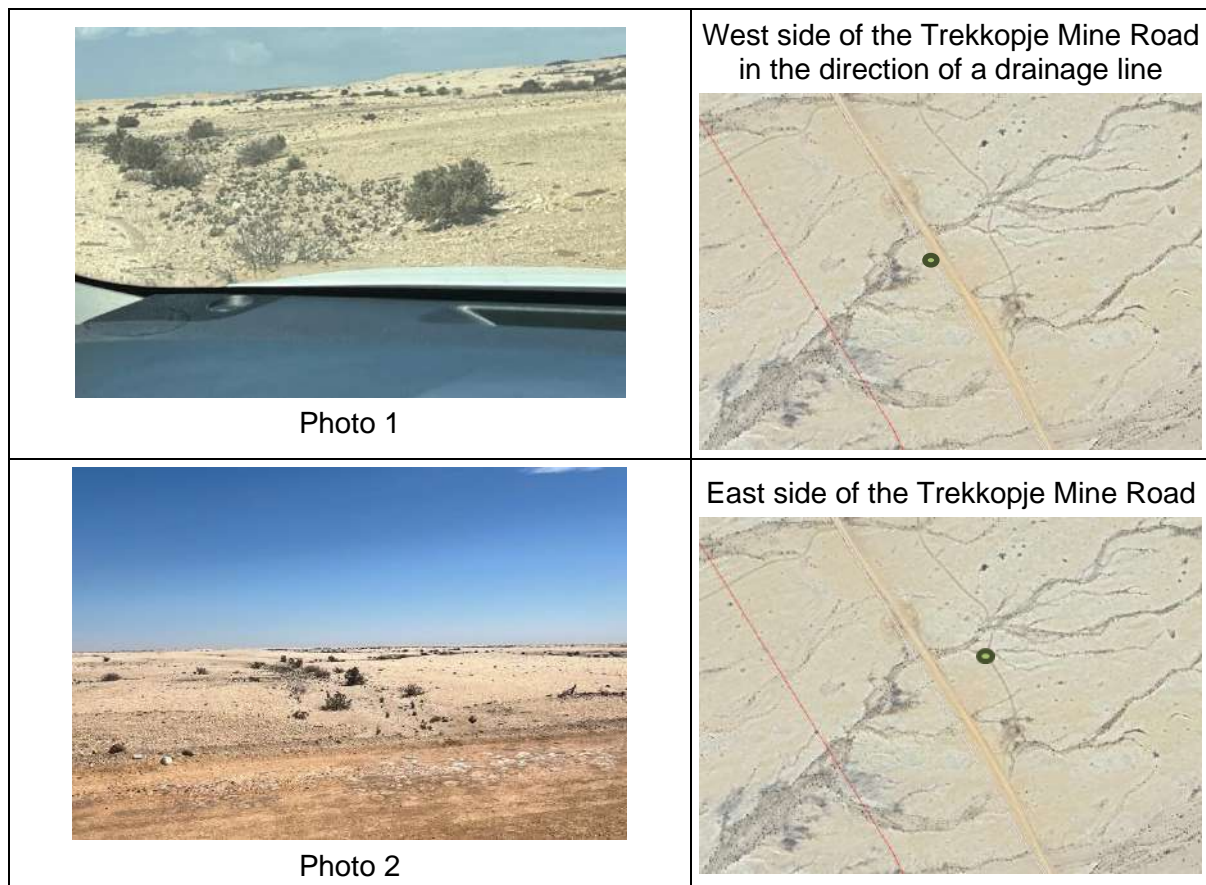 West side of the Trekkopje Mine Road
in the direction of a drainage line
Photo 1
East side of the Trekkopje Mine Road
Photo 2